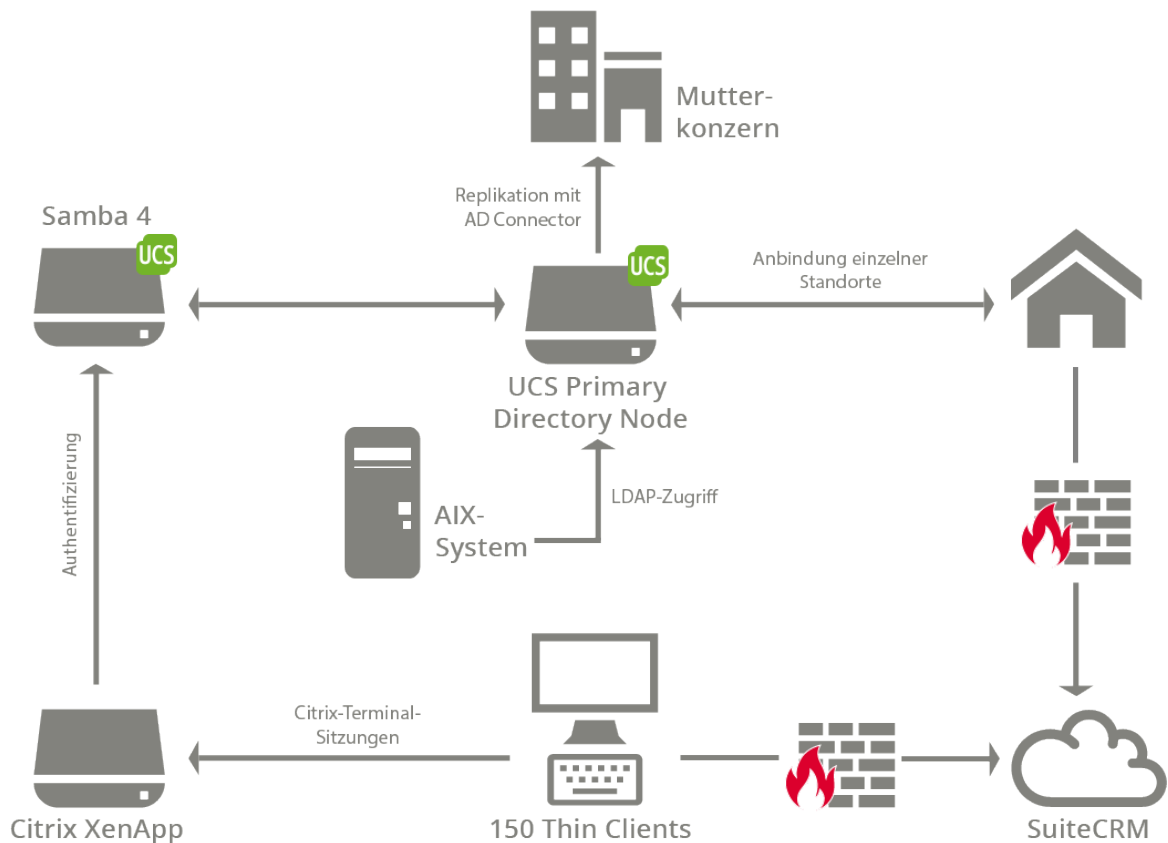 Mutter-
konzern
Replikation mit
AD Connector
Samba 4
UCS
UCS
Anbindung einzelner
Standorte
UCS Primary
Directory Node
Authentifizierung
AIX-
System
LDAP-Zugriff
Citrix-Terminal-
Sitzungen
Citrix XenApp
150 Thin Clients
SuiteCRM